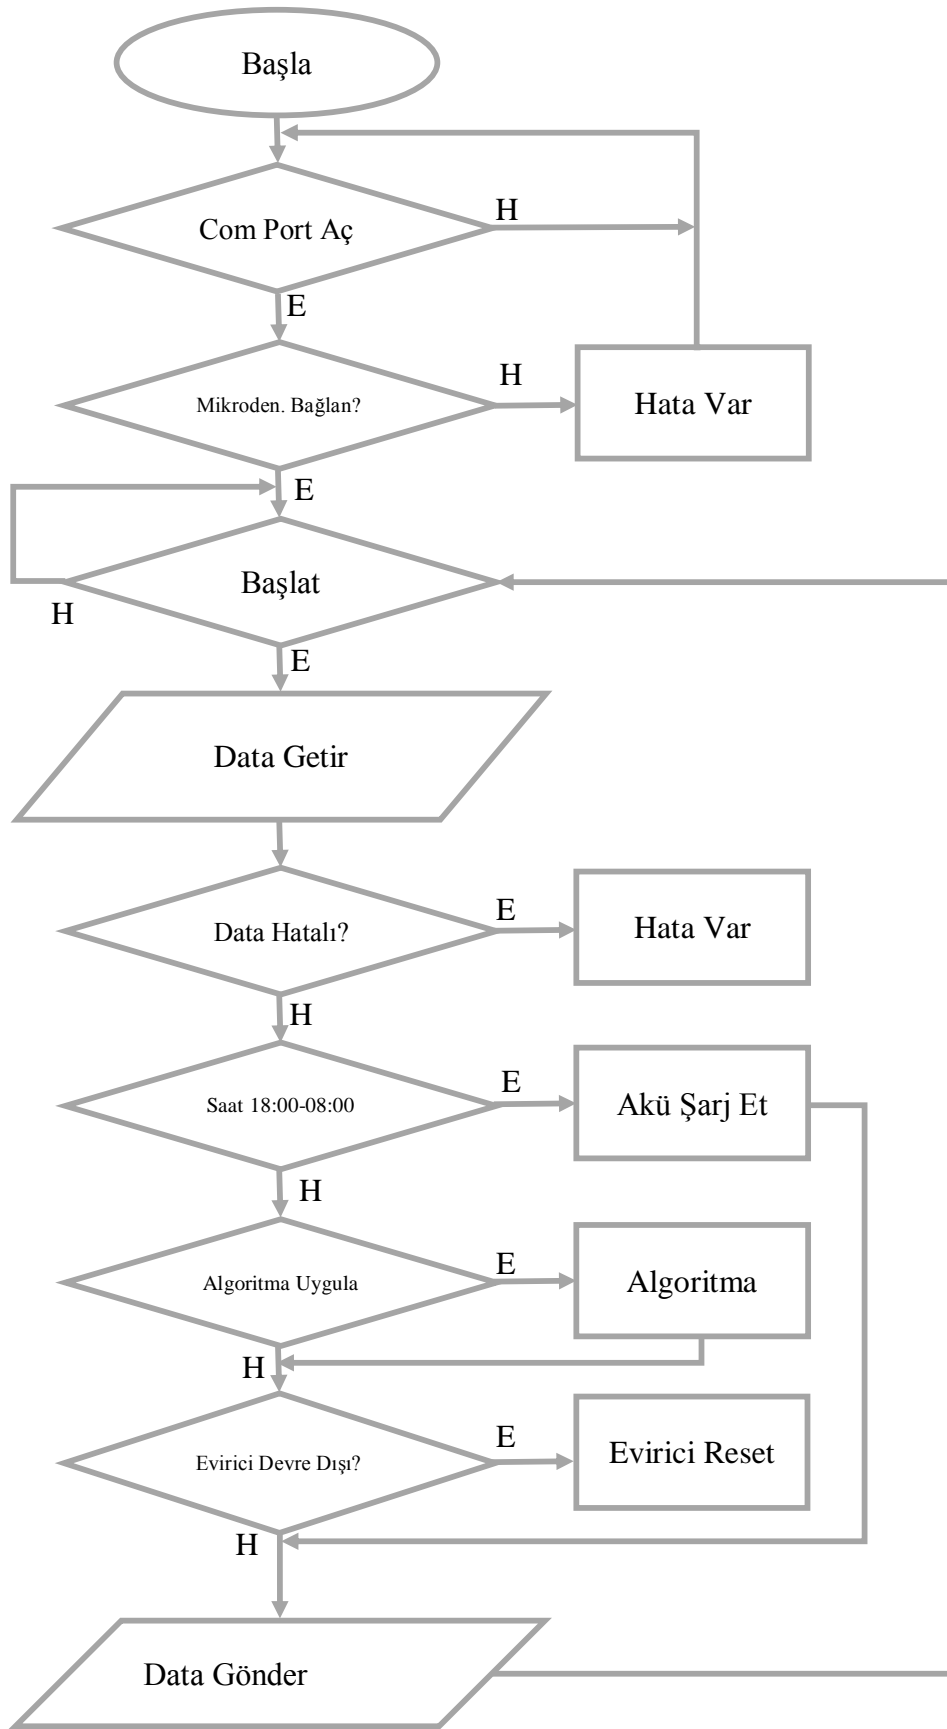 Başla
Com Port Aç
H
E
Mikroden. Bağlan?
H
Hata Var
E
Başlat
H
E
Data Getir
Data Hatalı?
E
Hata Var
H
Saat 18:00-08:00
E
Akü Şarj Et
H
Algoritma Uygula
E
Algoritma
H
Evirici Devre Dışı?
E
Evirici Reset
H
Data Gönder